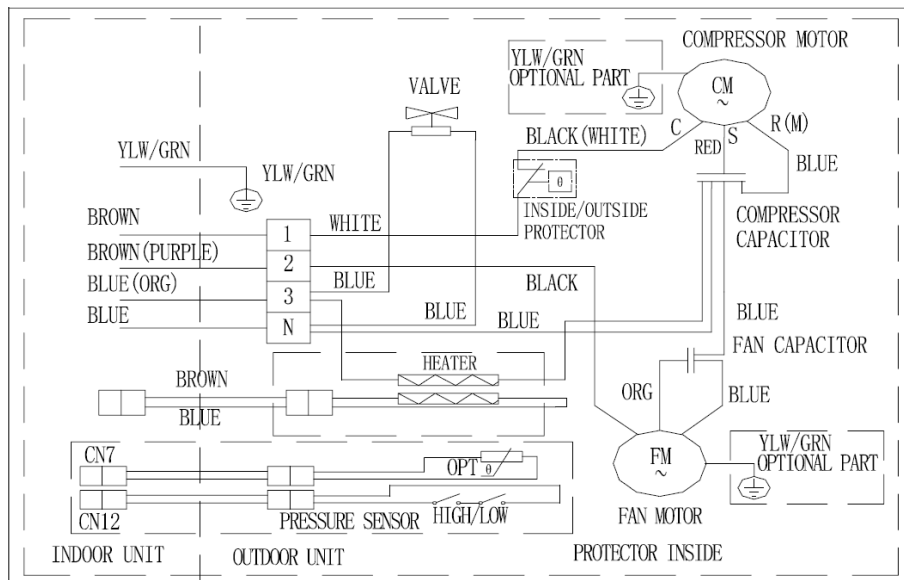 COMPRESSOR MOTOR
YLW/GRN
OPTIONAL PART
CM
~
VALVE
C
S
R(M)
BLACK(WHITE)
RED
BLUE
YLW/GRN
YLW/GRN
θ
INSIDE/OUTSIDE
PROTECTOR
COMPRESSOR
CAPACITOR
BROWN
1
WHITE
BROWN(PURPLE)
2
BLUE
BLACK
BLUE(ORG)
3
BLUE
N
BLUE
BLUE
BLUE
FAN CAPACITOR
HEATER
BROWN
BLUE
ORG
BLUE
CN7
OPT
θ
CN12
PRESSURE SENSOR
HIGH/LOW
FM
~
YLW/GRN
OPTIONAL PART
FAN MOTOR
INDOOR UNIT
OUTDOOR UNIT
PROTECTOR INSIDE